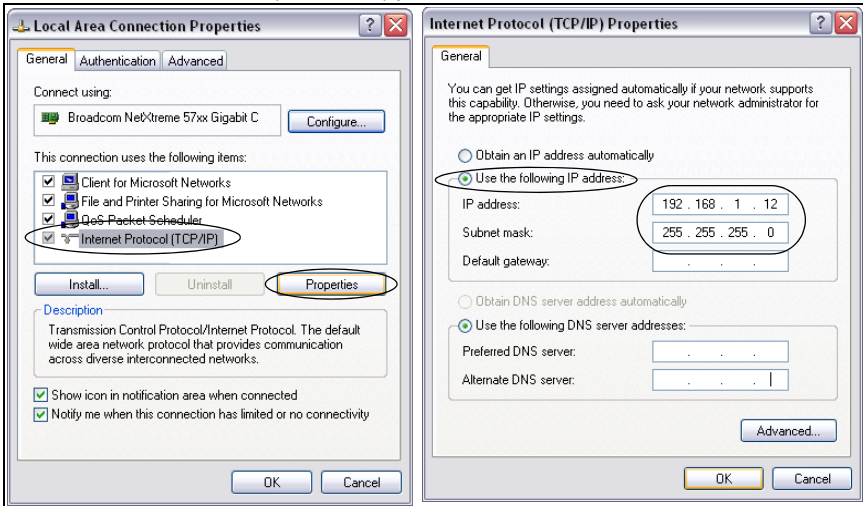 Local Area Connection Properties
General Authentication Advanced
Connect using:
Broadcom NetXtreme 57xx Gigabit C
Configure...
This connection uses the following items:
Client for Microsoft Networks
File and Printer Sharing for Microsoft Networks
QoS Packet Scheduler
Internet Protocol (TCP/IP)
Install... Uninstall Properties
Description
Transmission Control Protocol/Internet Protocol. The default
wide area network protocol that provides communication
across diverse interconnected networks.
Show icon in notification area when connected
Notify me when this connection has limited or no connectivity
OK Cancel
Internet Protocol (TCP/IP) Properties
General
You can get IP settings assigned automatically if your network supports
this capability. Otherwise, you need to ask your network administrator for
the appropriate IP settings.
Obtain an IP address automatically
Use the following IP address:
IP address: 192 . 168 . 1 . 12
Subnet mask: 255 . 255 . 255 . 0
Default gateway: . . .
Obtain DNS server address automatically
Use the following DNS server addresses:
Preferred DNS server: . . .
Alternate DNS server: . . .
Advanced...
OK Cancel